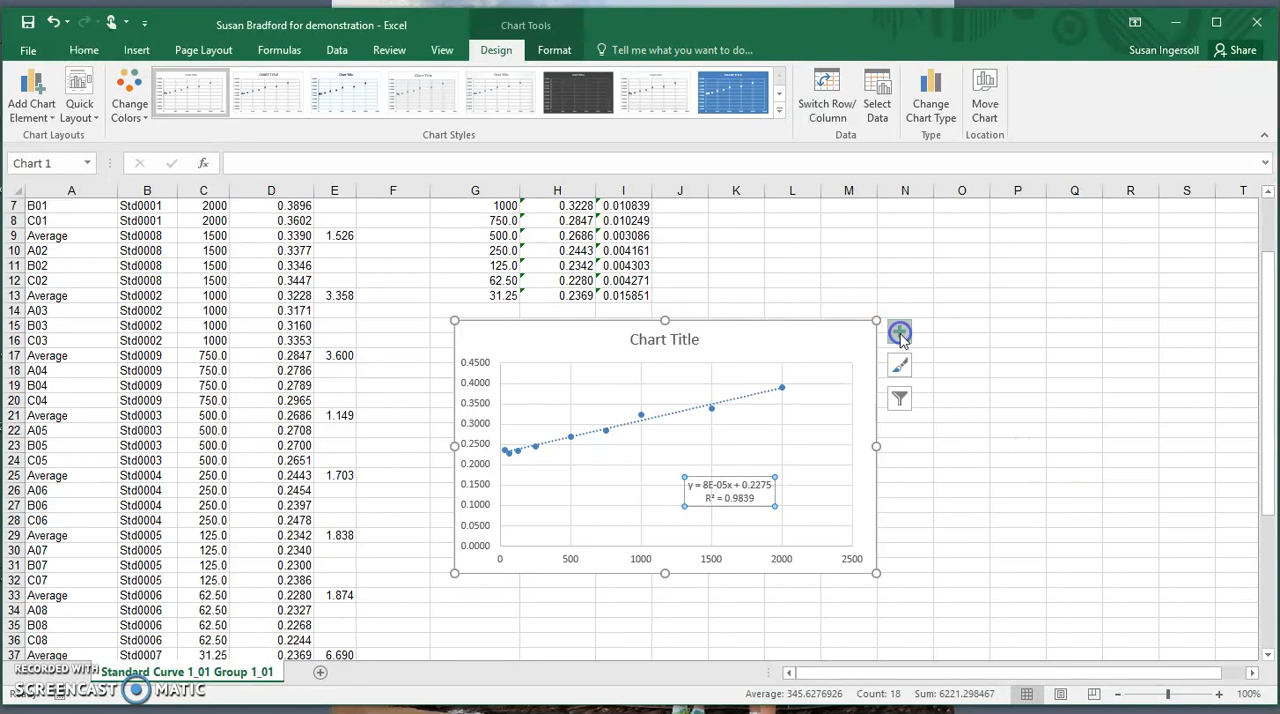 Susan Bradford for demonstration - Excel
Chart Tools
File Home Insert Page Layout Formulas Data Review View Design Format Tell me what you want to do... Susan Ingersoll Share
Add Chart Element
Quick Layout
Change Colors
Switch Row/Column
Select Data
Change Chart Type
Move Chart
Chart Layouts Chart Styles Data Type Location
Chart 1 fx
A B C D E F G H I J K L M N O P Q R S T
7 B01 Std0001 2000 0.3896 1000 0.3228 0.010839
8 C01 Std0001 2000 0.3602 750.0 0.2847 0.010249
9 Average Std0008 1500 0.3390 1.526 500.0 0.2686 0.003086
10 A02 Std0008 1500 0.3377 250.0 0.2443 0.004161
11 B02 Std0008 1500 0.3346 125.0 0.2342 0.004303
12 C02 Std0008 1500 0.3447 62.50 0.2280 0.004271
13 Average Std0002 1000 0.3228 3.358 31.25 0.2369 0.015851
14 A03 Std0002 1000 0.3171
15 B03 Std0002 1000 0.3160
16 C03 Std0002 1000 0.3353
17 Average Std0009 750.0 0.2847 3.600
18 A04 Std0009 750.0 0.2786
19 B04 Std0009 750.0 0.2789
20 C04 Std0009 750.0 0.2965
21 Average Std0003 500.0 0.2686 1.149
22 A05 Std0003 500.0 0.2708
23 B05 Std0003 500.0 0.2700
24 C05 Std0003 500.0 0.2651
25 Average Std0004 250.0 0.2443 1.703
26 A06 Std0004 250.0 0.2454
27 B06 Std0004 250.0 0.2397
28 C06 Std0004 250.0 0.2478
29 Average Std0005 125.0 0.2342 1.838
30 A07 Std0005 125.0 0.2340
31 B07 Std0005 125.0 0.2300
32 C07 Std0005 125.0 0.2386
33 Average Std0006 62.50 0.2280 1.874
34 A08 Std0006 62.50 0.2327
35 B08 Std0006 62.50 0.2268
36 C08 Std0006 62.50 0.2244
37 Average Std0007 31.25 0.2369 6.690
Chart Title
0.4500
0.4000
0.3500
0.3000
0.2500
0.2000
0.1500
0.1000
0.0500
0.0000
y = 8E-05x + 0.2275
R² = 0.9839
0 500 1000 1500 2000 2500
RECORDED WITH
SCREENCAST MATIC
Standard Curve 1_01 Group 1_01
Average: 345.6276926 Count: 18 Sum: 6221.298467 100%